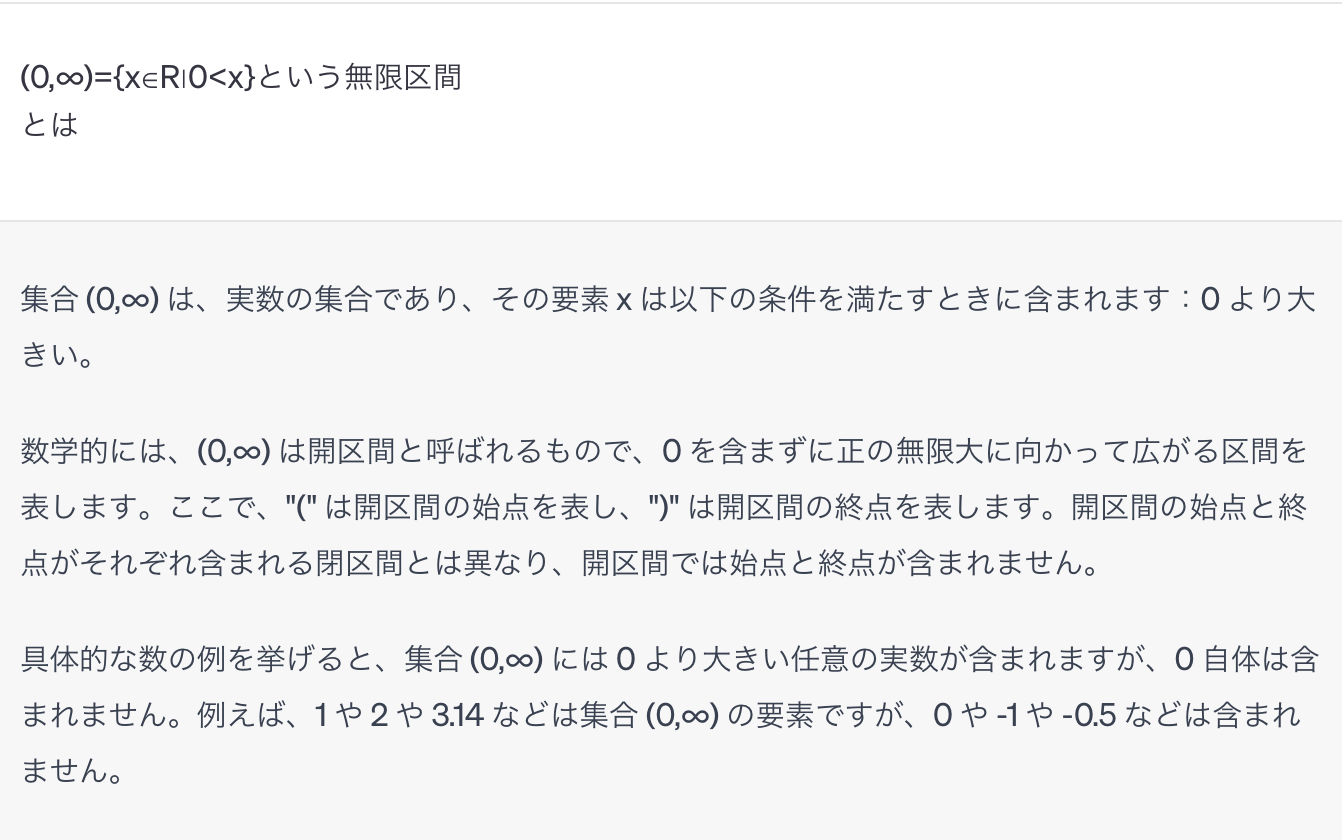 (0,∞)={x∈R∣0<x}という無限区間
とは
集合 (0,∞) は、実数の集合であり、その要素 x は以下の条件を満たすときに含まれます：0 より大
きい。
数学的には、(0,∞) は開区間と呼ばれるもので、0 を含まずに正の無限大に向かって広がる区間を
表します。ここで、"(" は開区間の始点を表し、")" は開区間の終点を表します。開区間の始点と終
点がそれぞれ含まれる閉区間とは異なり、開区間では始点と終点が含まれません。
具体的な数の例を挙げると、集合 (0,∞) には 0 より大きい任意の実数が含まれますが、0 自体は含
まれません。例えば、1 や 2 や 3.14 などは集合 (0,∞) の要素ですが、0 や -1 や -0.5 などは含まれ
ません。